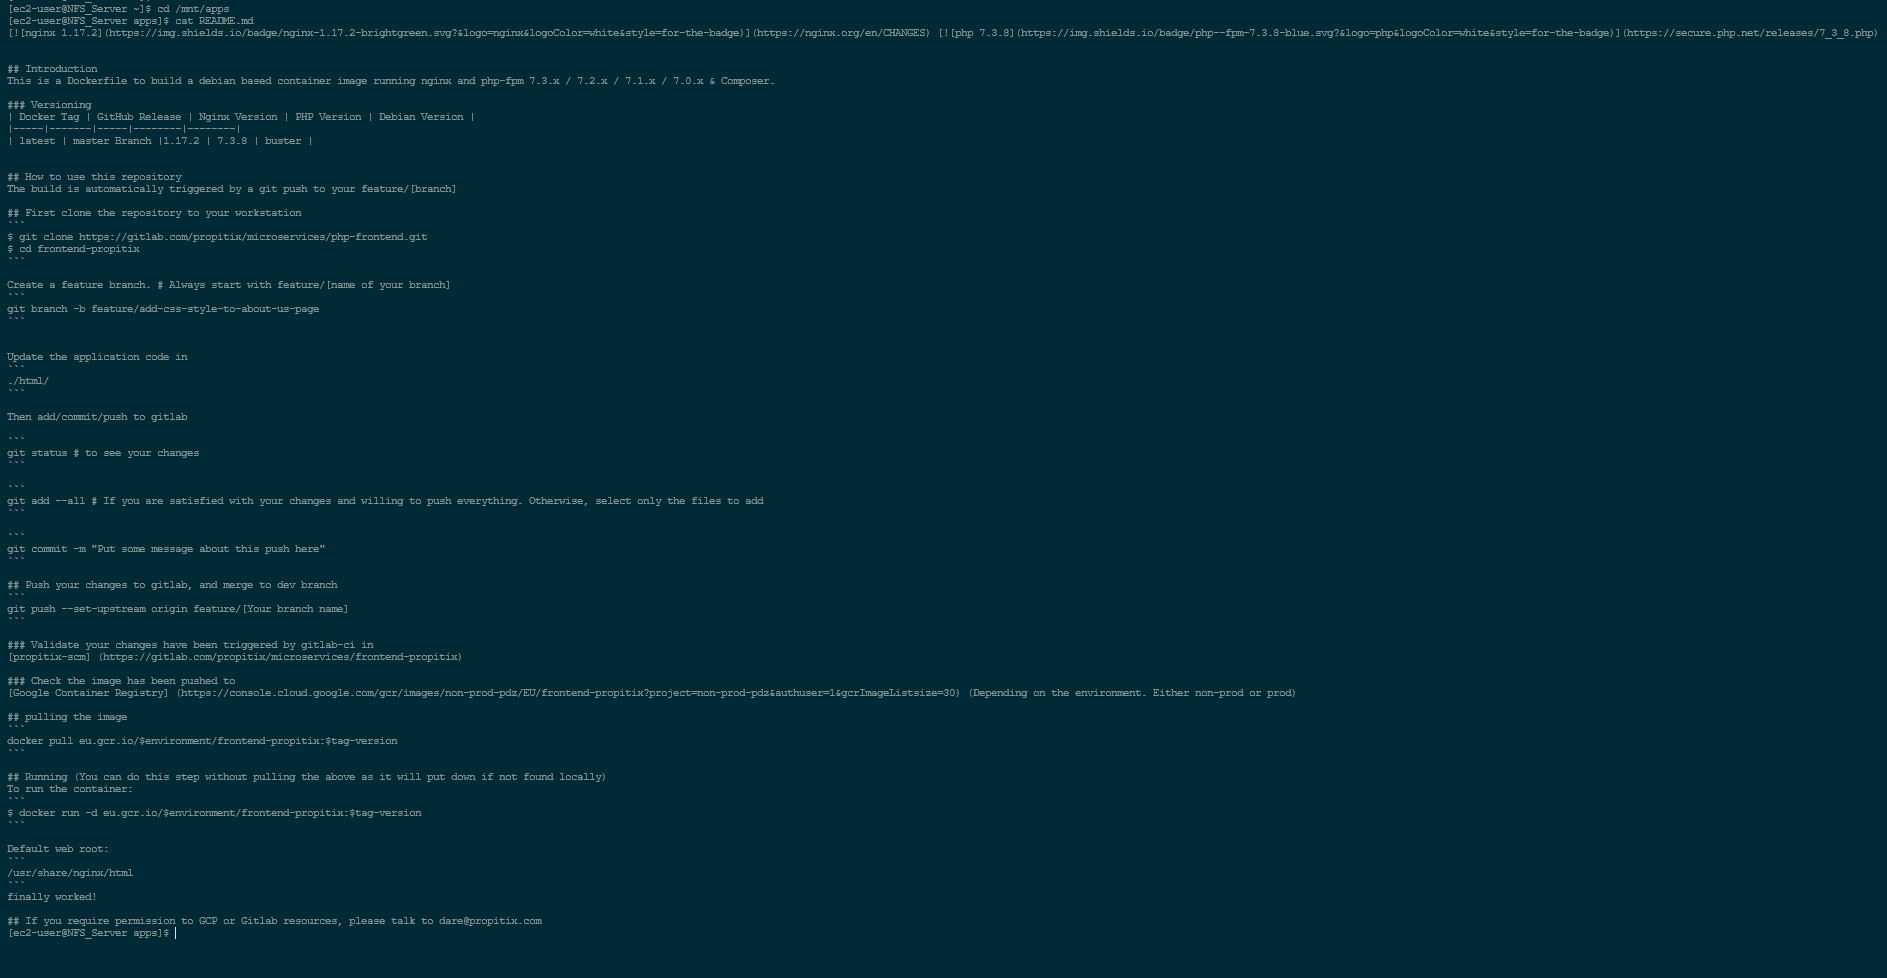 [ec2-user@NFS_Server ~]$ cd /mnt/apps
[ec2-user@NFS_Server apps]$ cat README.md
[![nginx 1.17.2](https://img.shields.io/badge/nginx-1.17.2-brightgreen.svg?&logo=nginx&logoColor=white&style=for-the-badge)](https://nginx.org/en/CHANGES) [![php 7.3.8](https://img.shields.io/badge/php--fpm-7.3.8-blue.svg?&logo=php&logoColor=white&style=for-the-badge)](https://secure.php.net/releases/7_3_8.php)
## Introduction
This is a Dockerfile to build a debian based container image running nginx and php-fpm 7.3.x / 7.2.x / 7.1.x / 7.0.x & Composer.
### Versioning
| Docker Tag | GitHub Release | Nginx Version | PHP Version | Debian Version |
|-----|-------|-----|--------|--------|
| latest | master Branch |1.17.2 | 7.3.8 | buster |
## How to use this repository
The build is automatically triggered by a git push to your feature/[branch]
## First clone the repository to your workstation
```
$ git clone https://gitlab.com/propitix/microservices/php-frontend.git
$ cd frontend-propitix
```
Create a feature branch. # Always start with feature/[name of your branch]
```
git branch -b feature/add-css-style-to-about-us-page
```
Update the application code in
```
./html/
```
Then add/commit/push to gitlab
```
git status # to see your changes
```
```
git add --all # If you are satisfied with your changes and willing to push everything. Otherwise, select only the files to add
```
```
git commit -m "Put some message about this push here"
```
## Push your changes to gitlab, and merge to dev branch
```
git push --set-upstream origin feature/[Your branch name]
```
### Validate your changes have been triggered by gitlab-ci in
[propitix-scm] (https://gitlab.com/propitix/microservices/frontend-propitix)
### Check the image has been pushed to
[Google Container Registry] (https://console.cloud.google.com/gcr/images/non-prod-pdz/EU/frontend-propitix?project=non-prod-pdz&authuser=1&gcrImageListsize=30) (Depending on the environment. Either non-prod or prod)
## pulling the image
```
docker pull eu.gcr.io/$environment/frontend-propitix:$tag-version
```
## Running (You can do this step without pulling the above as it will put down if not found locally)
To run the container:
```
$ docker run -d eu.gcr.io/$environment/frontend-propitix:$tag-version
```
Default web root:
```
/usr/share/nginx/html
```
finally worked!
## If you require permission to GCP or Gitlab resources, please talk to dare@propitix.com
[ec2-user@NFS_Server apps]$